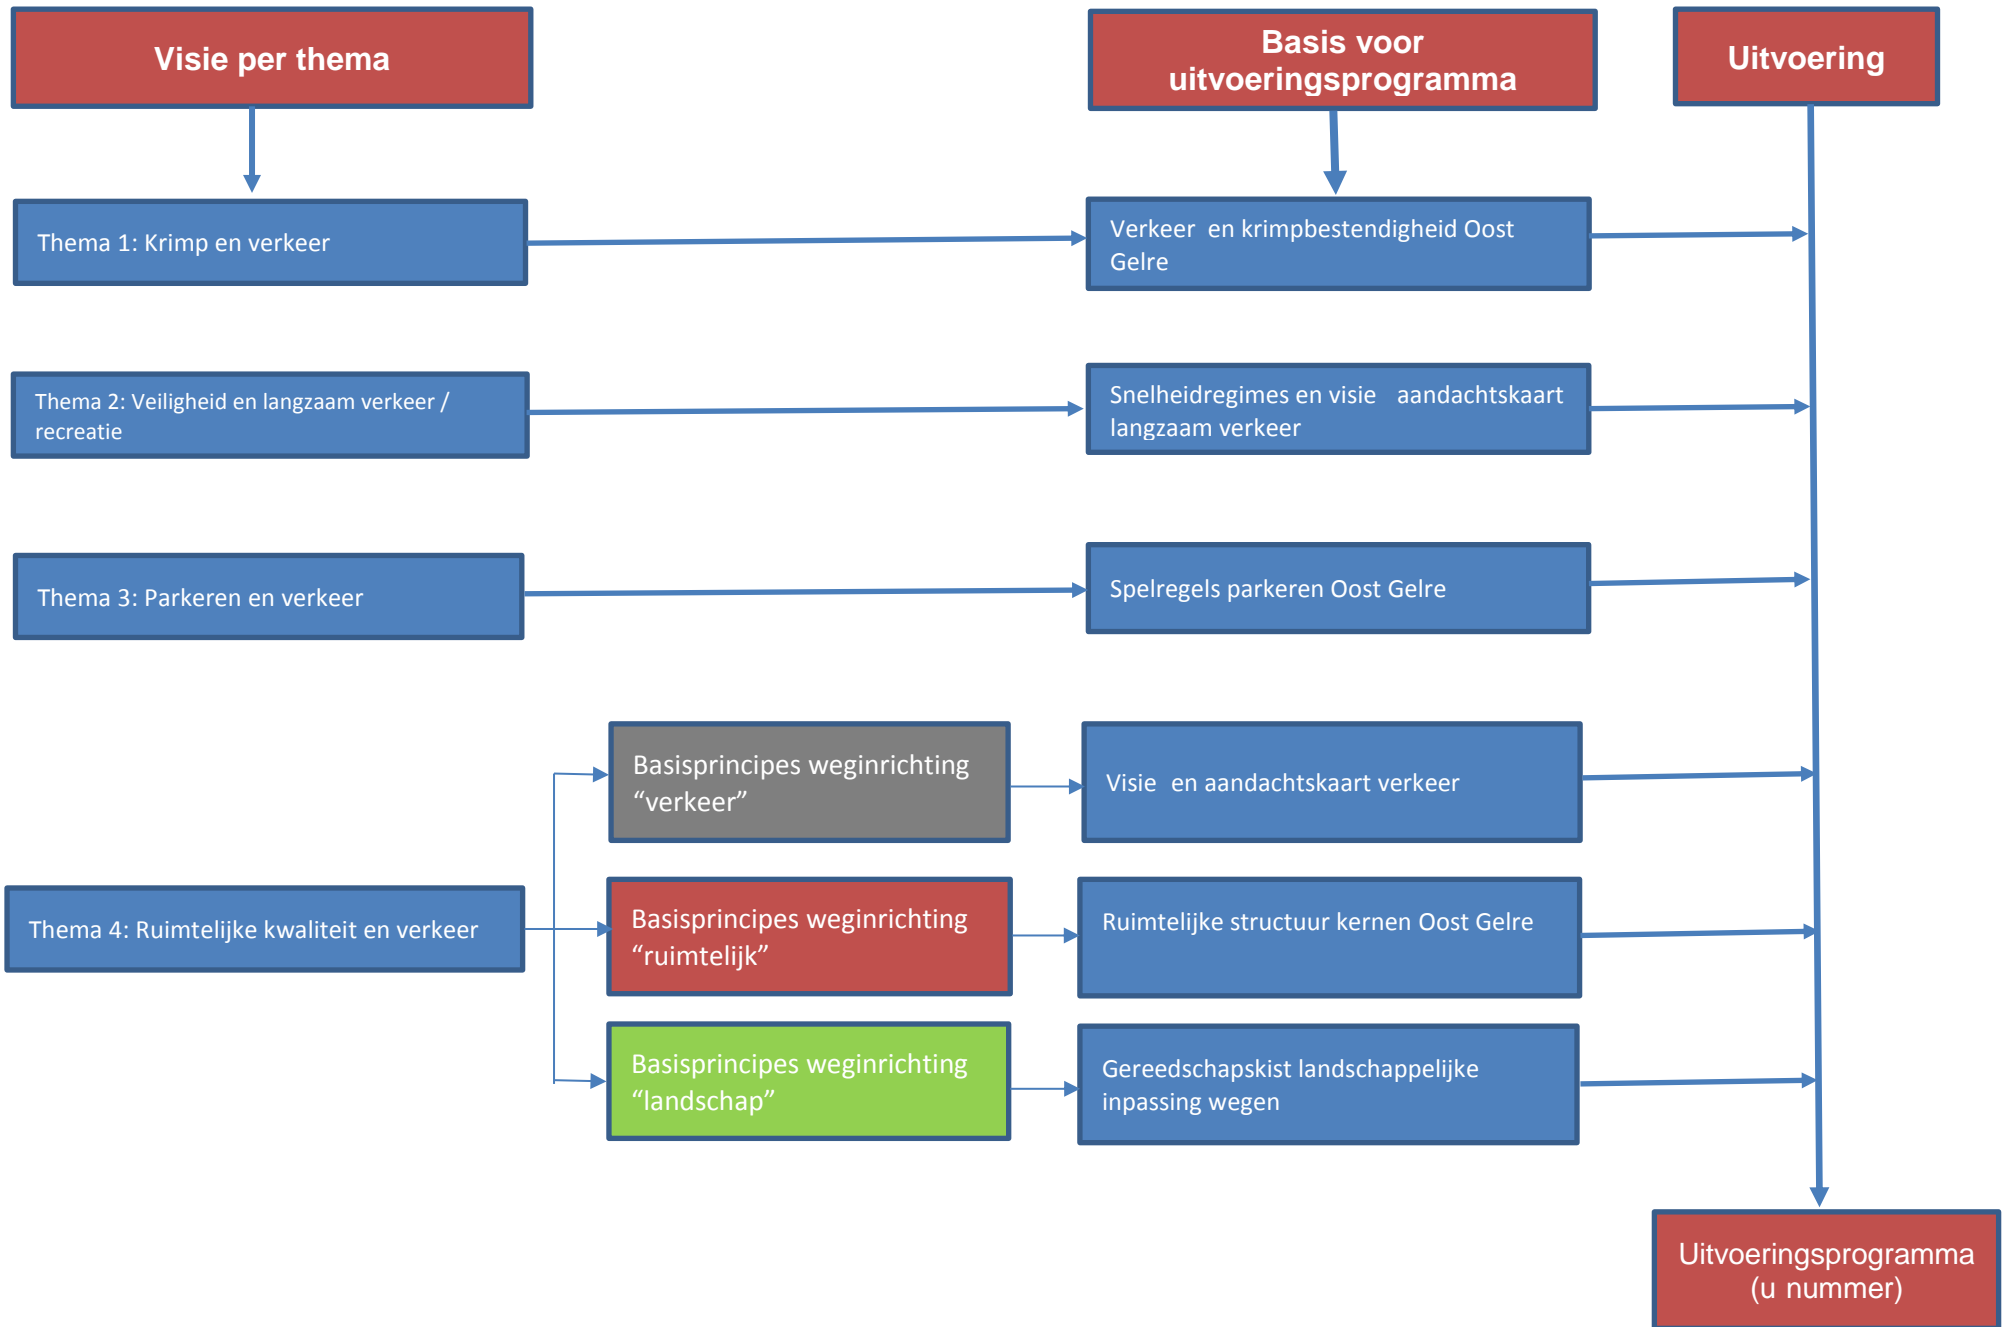 Visie per thema
Basis voor
uitvoeringsprogramma
Uitvoering
Thema 1: Krimp en verkeer
Verkeer en krimpbestendigheid Oost
Gelre
Thema 2: Veiligheid en langzaam verkeer /
recreatie
Snelheidregimes en visie aandachtskaart
langzaam verkeer
Thema 3: Parkeren en verkeer
Spelregels parkeren Oost Gelre
Basisprincipes weginrichting
“verkeer”
Visie en aandachtskaart verkeer
Thema 4: Ruimtelijke kwaliteit en verkeer
Basisprincipes weginrichting
“ruimtelijk”
Ruimtelijke structuur kernen Oost Gelre
Basisprincipes weginrichting
“landschap”
Gereedschapskist landschappelijke
inpassing wegen
Uitvoeringsprogramma
(u nummer)